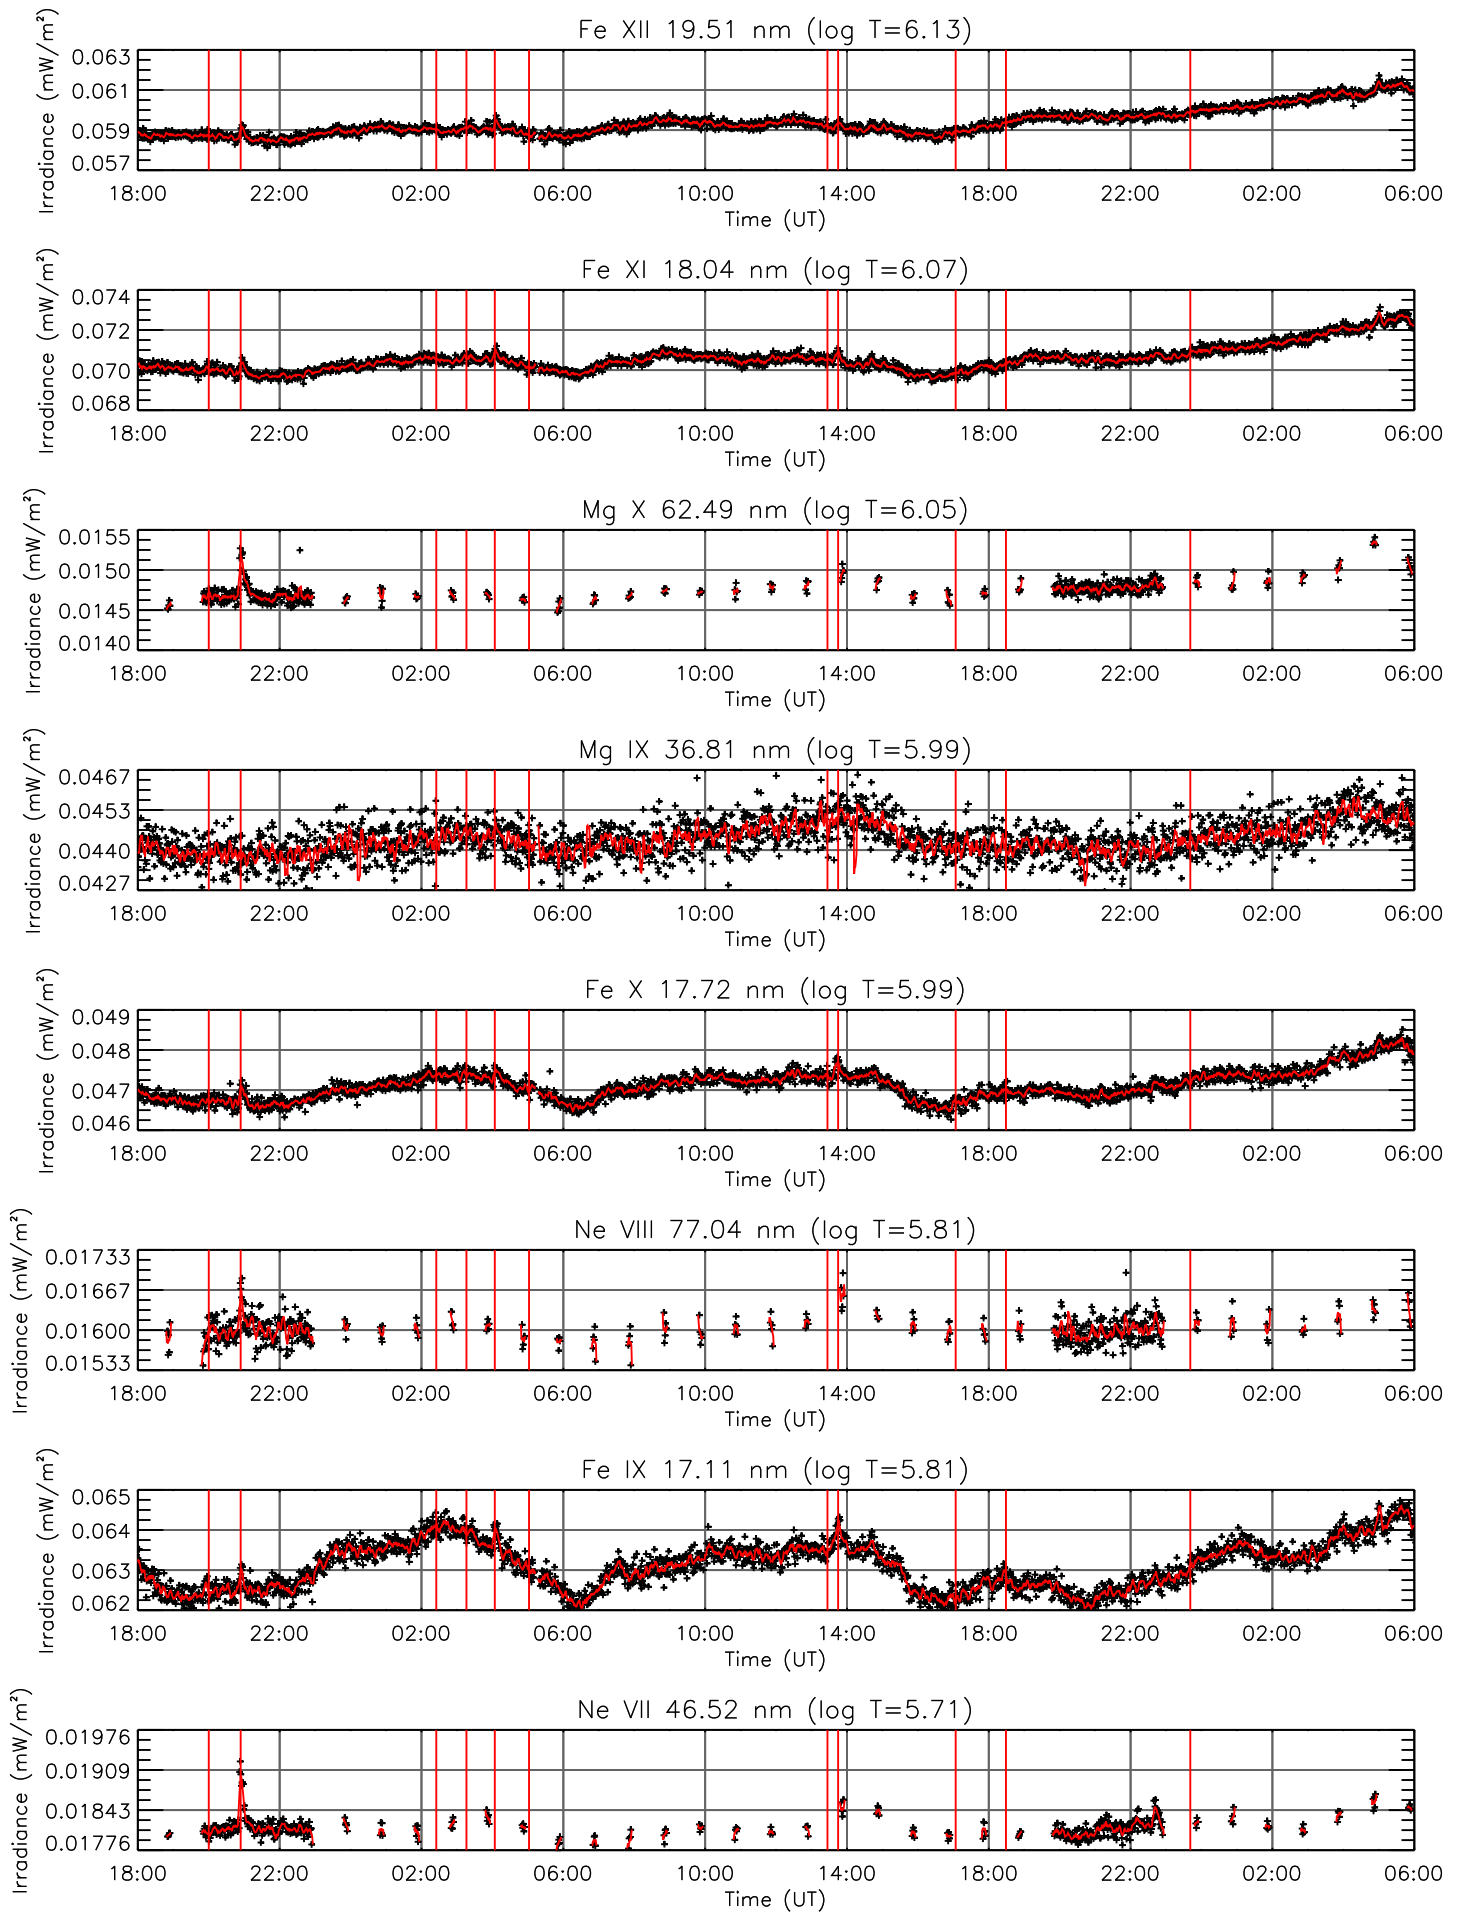 Fe XII 19.51 nm (log T=6.13)
Irradiance (mW/m²)
0.063
0.061
0.059
0.057
18:00 22:00 02:00 06:00 10:00 14:00 18:00 22:00 02:00 06:00
Time (UT)
Fe XI 18.04 nm (log T=6.07)
Irradiance (mW/m²)
0.074
0.072
0.070
0.068
18:00 22:00 02:00 06:00 10:00 14:00 18:00 22:00 02:00 06:00
Time (UT)
Mg X 62.49 nm (log T=6.05)
Irradiance (mW/m²)
0.0155
0.0150
0.0145
0.0140
18:00 22:00 02:00 06:00 10:00 14:00 18:00 22:00 02:00 06:00
Time (UT)
Mg IX 36.81 nm (log T=5.99)
Irradiance (mW/m²)
0.0467
0.0453
0.0440
0.0427
18:00 22:00 02:00 06:00 10:00 14:00 18:00 22:00 02:00 06:00
Time (UT)
Fe X 17.72 nm (log T=5.99)
Irradiance (mW/m²)
0.049
0.048
0.047
0.046
18:00 22:00 02:00 06:00 10:00 14:00 18:00 22:00 02:00 06:00
Time (UT)
Ne VIII 77.04 nm (log T=5.81)
Irradiance (mW/m²)
0.01733
0.01667
0.01600
0.01533
18:00 22:00 02:00 06:00 10:00 14:00 18:00 22:00 02:00 06:00
Time (UT)
Fe IX 17.11 nm (log T=5.81)
Irradiance (mW/m²)
0.065
0.064
0.063
0.062
18:00 22:00 02:00 06:00 10:00 14:00 18:00 22:00 02:00 06:00
Time (UT)
Ne VII 46.52 nm (log T=5.71)
Irradiance (mW/m²)
0.01976
0.01909
0.01843
0.01776
18:00 22:00 02:00 06:00 10:00 14:00 18:00 22:00 02:00 06:00
Time (UT)